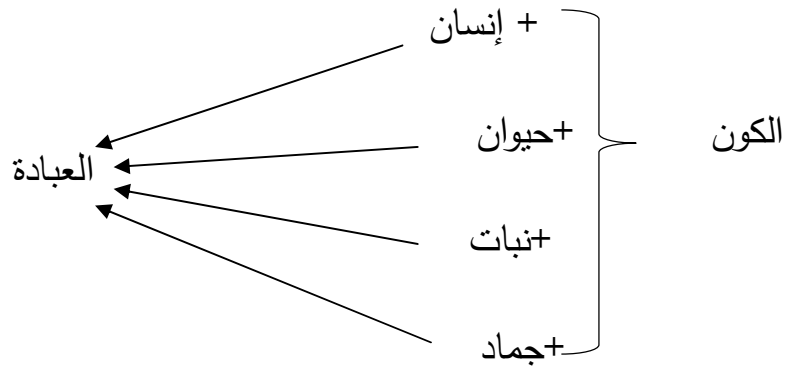 + إنسان
+حيوان
الكون
العبادة
+نبات
+جماد